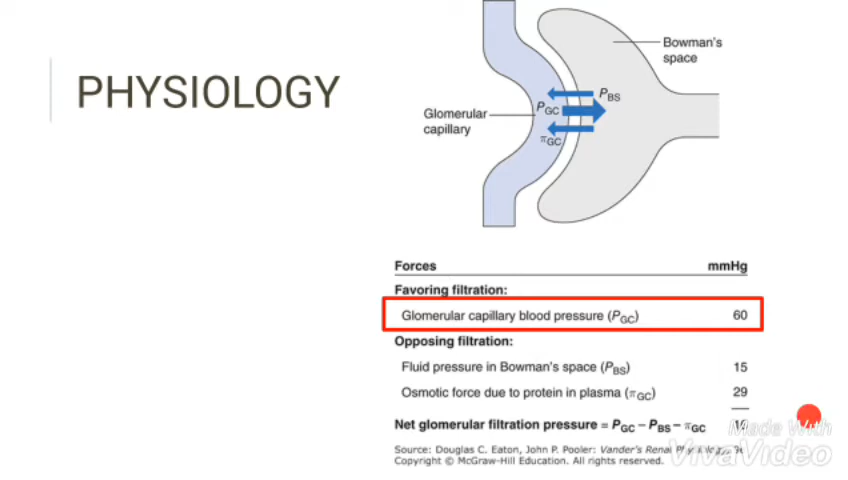 PHYSIOLOGY
Bowman's
space
Glomerular
capillary
P_BS
P_GC
π_GC
Forces mmHg
Favoring filtration:
Glomerular capillary blood pressure (P_GC) 60
Opposing filtration:
Fluid pressure in Bowman's space (P_BS) 15
Osmotic force due to protein in plasma (π_GC) 29
Net glomerular filtration pressure = P_GC – P_BS – π_GC
Made With
VivaVideo
Source: Douglas C. Eaton, John P. Pooler: Vander's Renal Physiology,
Copyright © McGraw-Hill Education. All rights reserved.